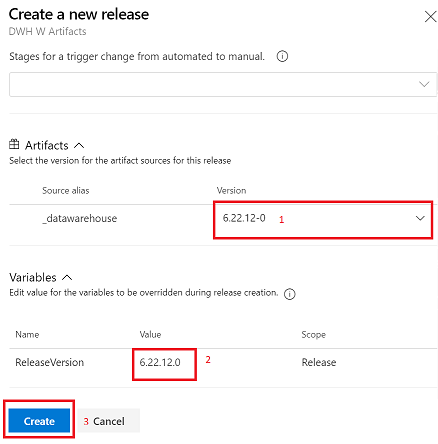 Create a new release
DWH W Artifacts
Stages for a trigger change from automated to manual.
Artifacts
Select the version for the artifact sources for this release
Source alias Version
_datawarehouse 6.22.12-0 1
Variables
Edit value for the variables to be overridden during release creation.
Name Value Scope
ReleaseVersion 6.22.12.0 2 Release
Create 3 Cancel